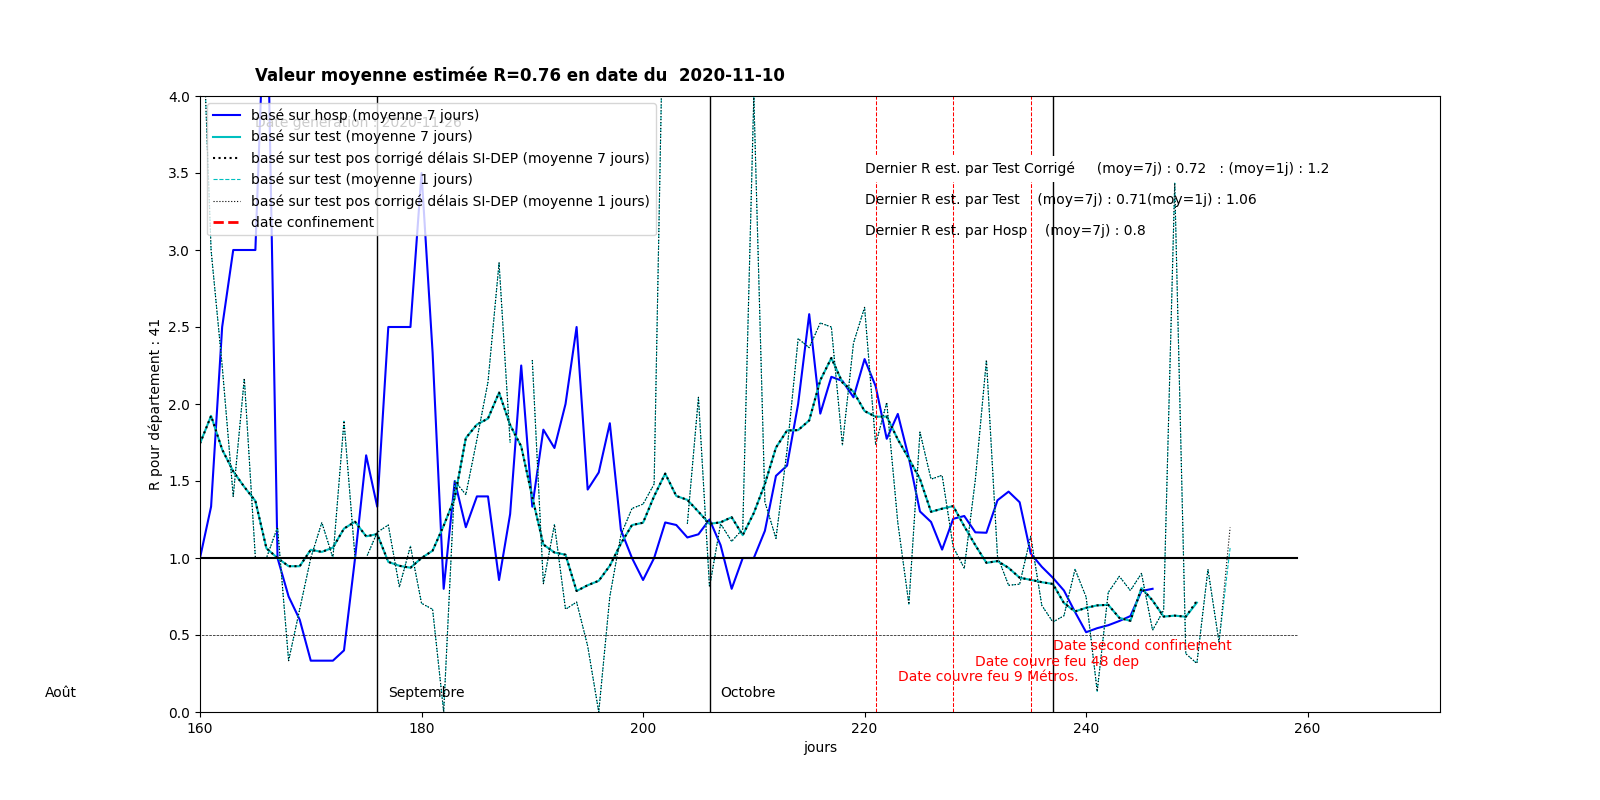 Valeur moyenne estimée R=0.76 en date du  2020-11-10
Date génération : 2020-11-26
basé sur hosp (moyenne 7 jours)
basé sur test (moyenne 7 jours)
basé sur test pos corrigé délais SI-DEP (moyenne 7 jours)
basé sur test (moyenne 1 jours)
basé sur test pos corrigé délais SI-DEP (moyenne 1 jours)
date confinement
Dernier R est. par Test Corrigé     (moy=7j) : 0.72   : (moy=1j) : 1.2
Dernier R est. par Test    (moy=7j) : 0.71(moy=1j) : 1.06
Dernier R est. par Hosp    (moy=7j) : 0.8
4.0
3.5
3.0
2.5
2.0
1.5
1.0
0.5
0.0
R pour département : 41
Date second confinement
Date couvre feu 48 dep
Date couvre feu 9 Métros.
Août
Septembre
Octobre
160
180
200
220
240
260
jours